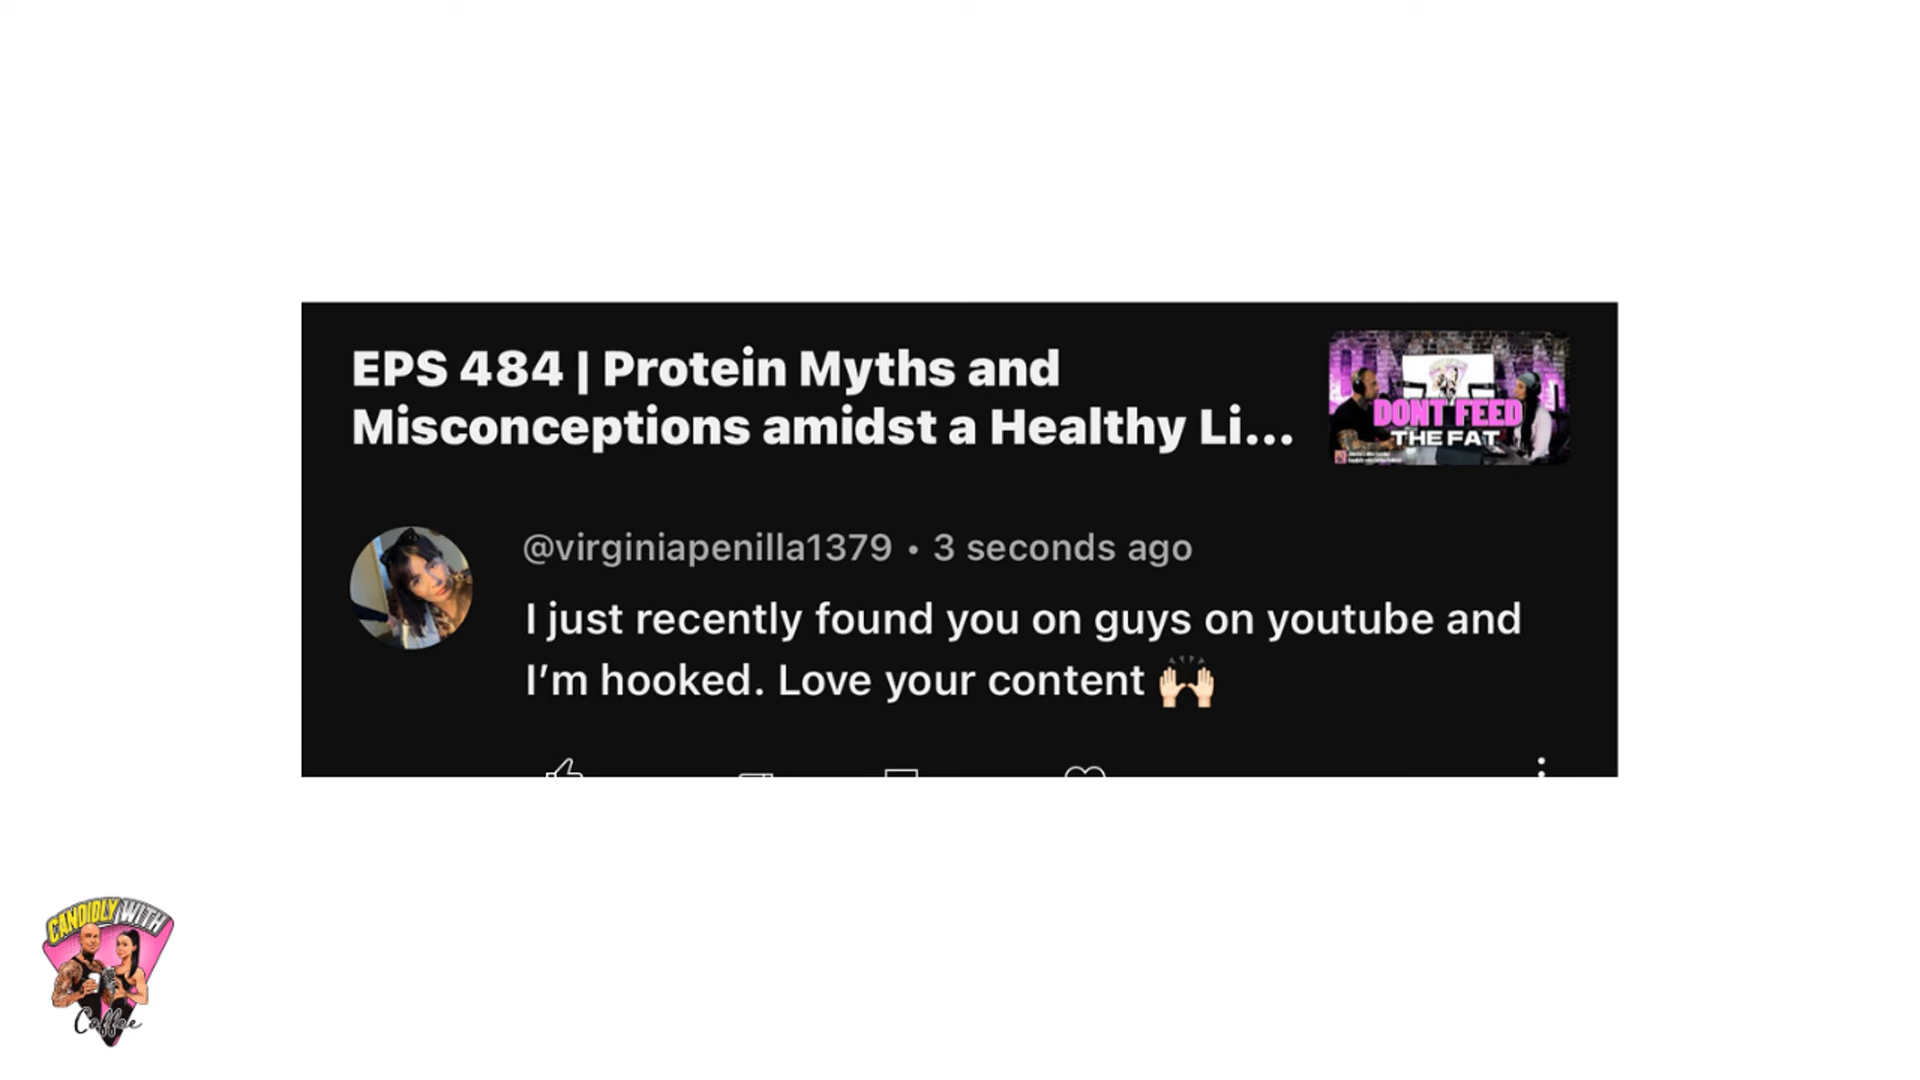 EPS 484 | Protein Myths and
Misconceptions amidst a Healthy Li...
DONT FEED
THE FAT
@virginiapenilla1379 • 3 seconds ago
I just recently found you on guys on youtube and
I’m hooked. Love your content 🙌🏻
CANDIDLY WITH
Coffee